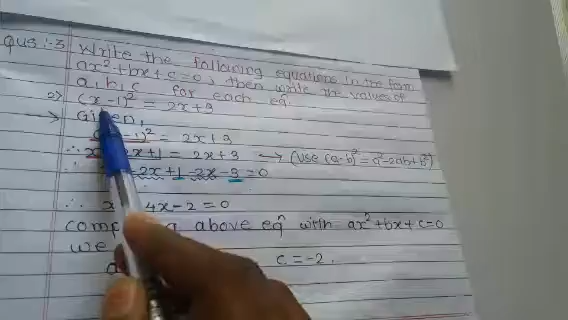 Qus :- 3 Write the following equations in the form
ax²+bx+c=0, then write the values of
a, b, c for each eqⁿ.
(x-1)² = 2x+3
→ Given,
-1)² = 2x+3
∴ x² 2x+1 = 2x+3 → (Use (a-b)² = a²-2ab+b²)
∴ -2x+1-2x-3=0
∴ x 4x-2=0
comp g above eqⁿ with ax²+bx+c=0
we
a c=-2.